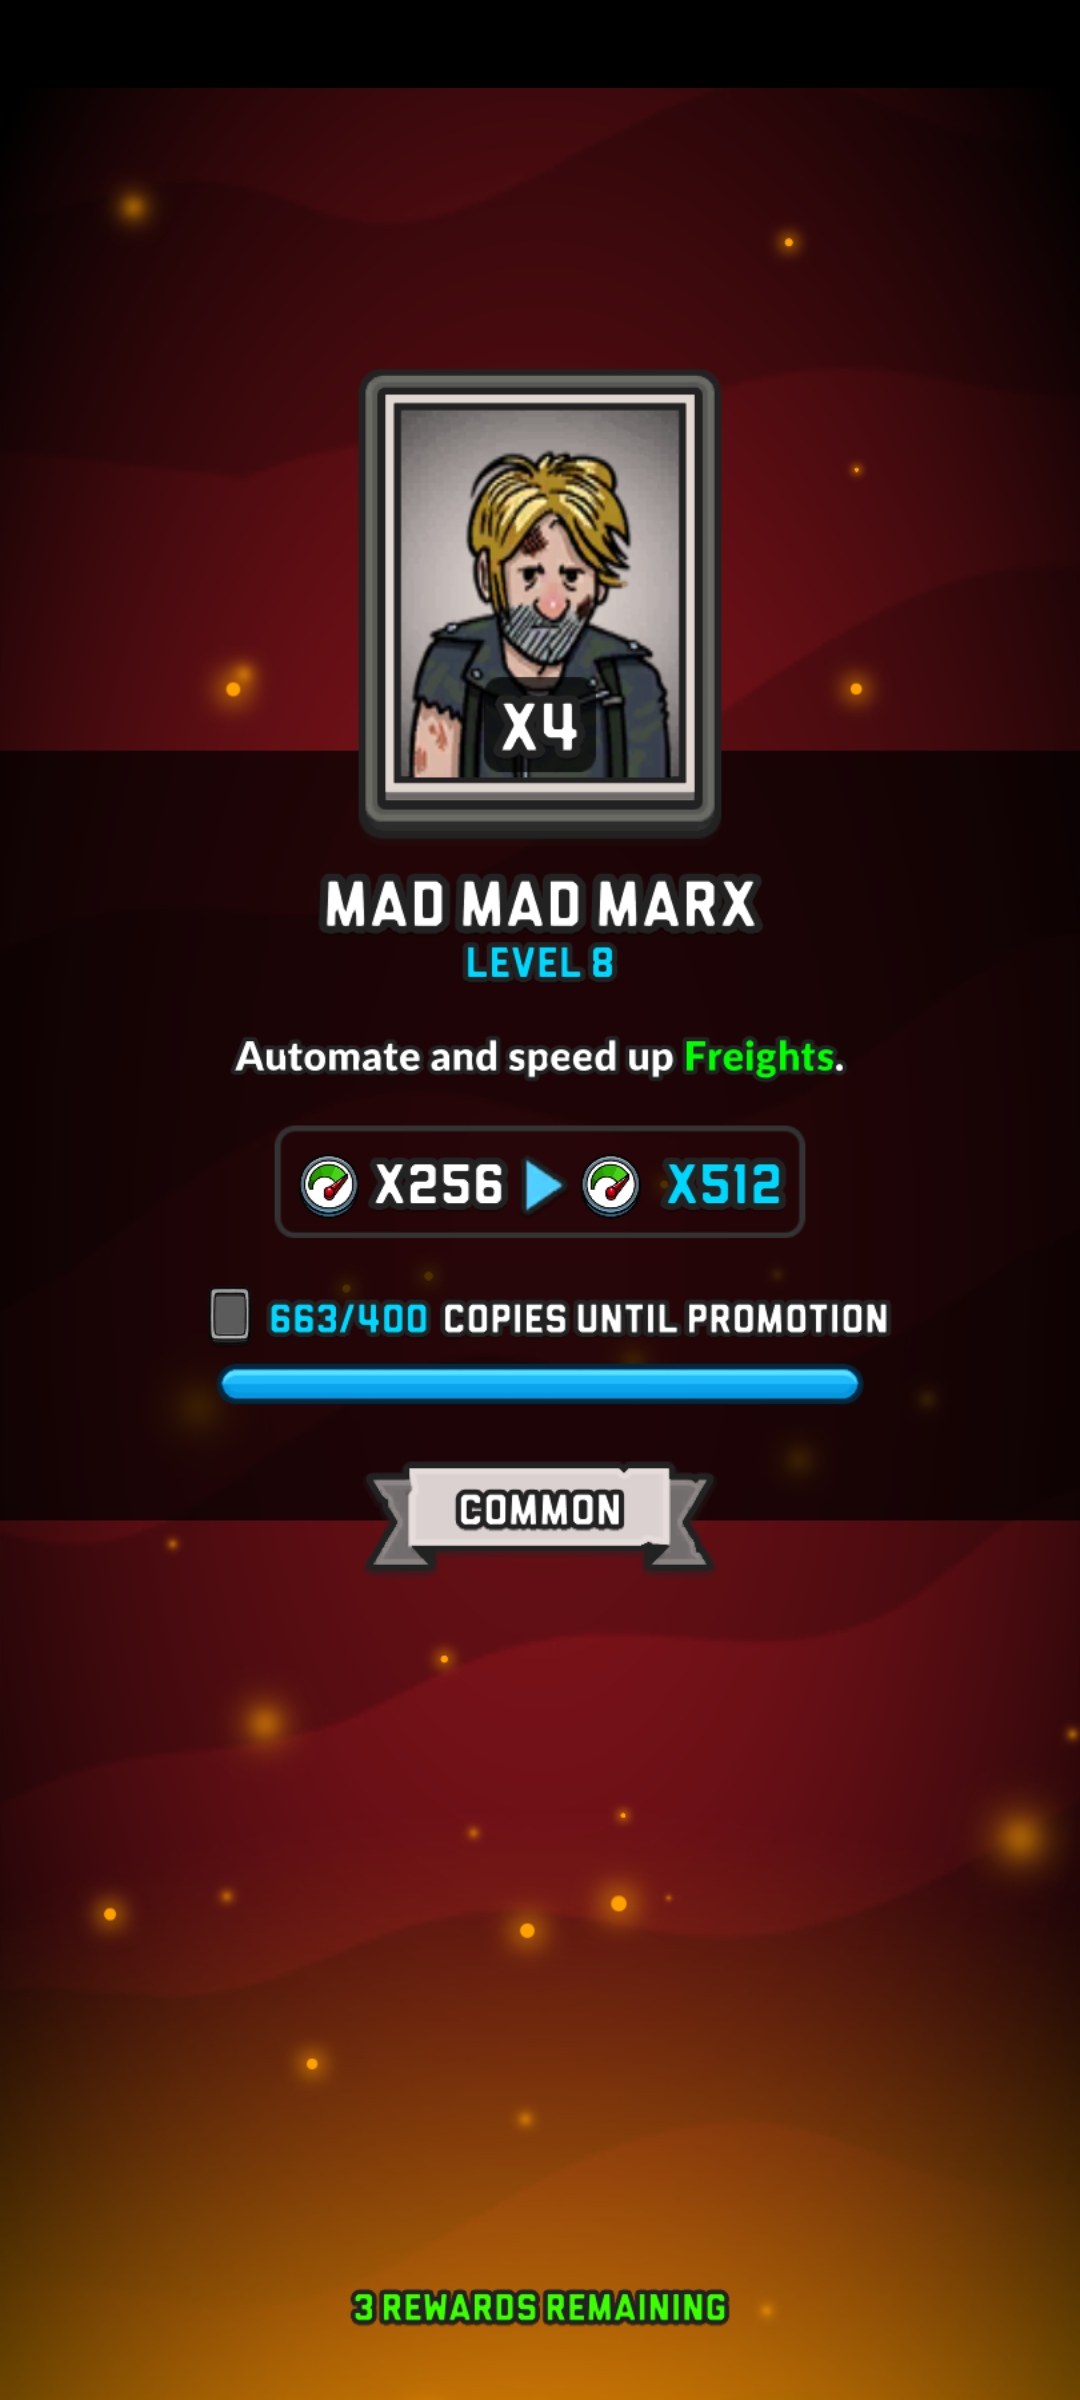 X4
MAD MAD MARX
LEVEL 8
Automate and speed up Freights.
X256 X512
663/400 COPIES UNTIL PROMOTION
COMMON
3 REWARDS REMAINING